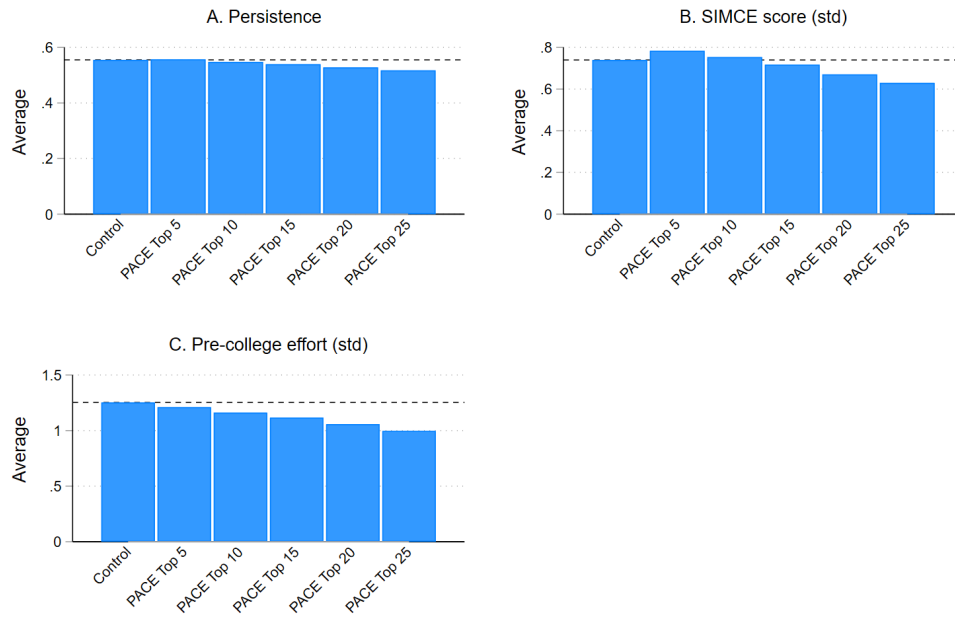 A. Persistence
Average
.6
.4
.2
0
Control
PACE Top 5
PACE Top 10
PACE Top 15
PACE Top 20
PACE Top 25
B. SIMCE score (std)
Average
.8
.6
.4
.2
0
Control
PACE Top 5
PACE Top 10
PACE Top 15
PACE Top 20
PACE Top 25
C. Pre-college effort (std)
Average
1.5
1
.5
0
Control
PACE Top 5
PACE Top 10
PACE Top 15
PACE Top 20
PACE Top 25